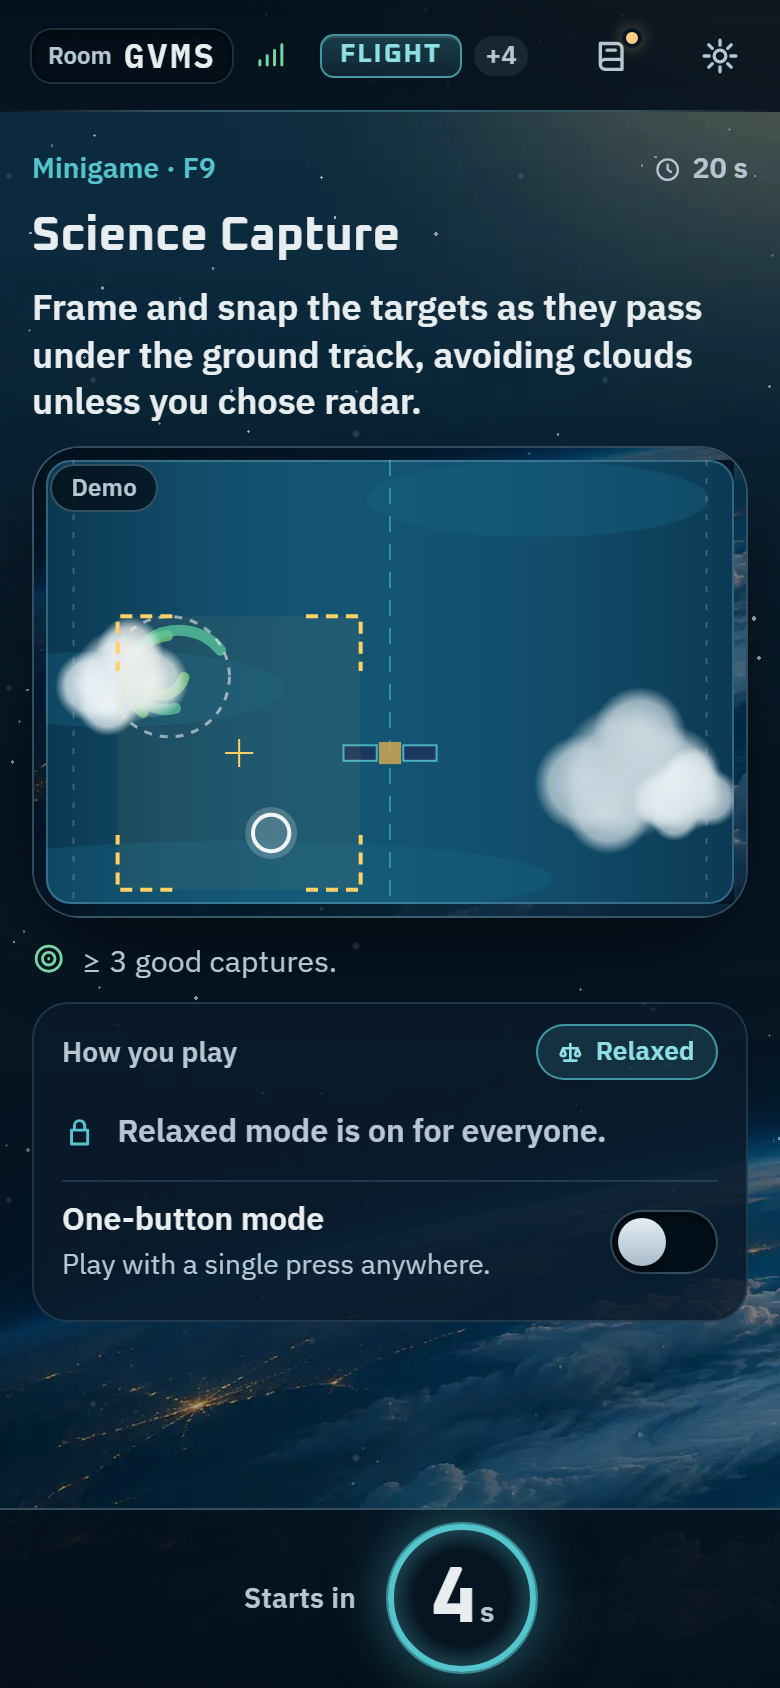 Room GVMS FLIGHT +4
Minigame · F9 20 s
Science Capture
Frame and snap the targets as they pass
under the ground track, avoiding clouds
unless you chose radar.
Demo
≥ 3 good captures.
How you play Relaxed
Relaxed mode is on for everyone.
One-button mode
Play with a single press anywhere.
Starts in 4 s